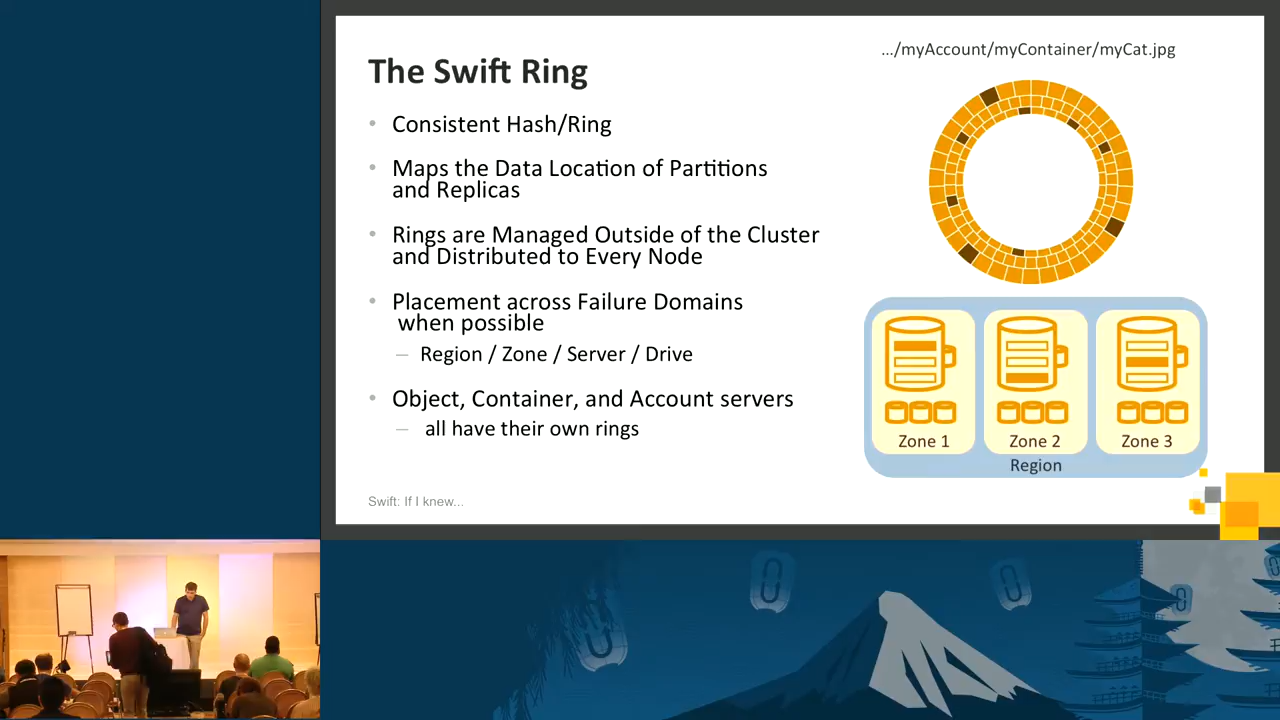 The Swift Ring
• Consistent Hash/Ring
• Maps the Data Location of Partitions
and Replicas
• Rings are Managed Outside of the Cluster
and Distributed to Every Node
• Placement across Failure Domains
when possible
– Region / Zone / Server / Drive
• Object, Container, and Account servers
– all have their own rings
Swift: If I knew...
.../myAccount/myContainer/myCat.jpg
Zone 1
Zone 2
Zone 3
Region